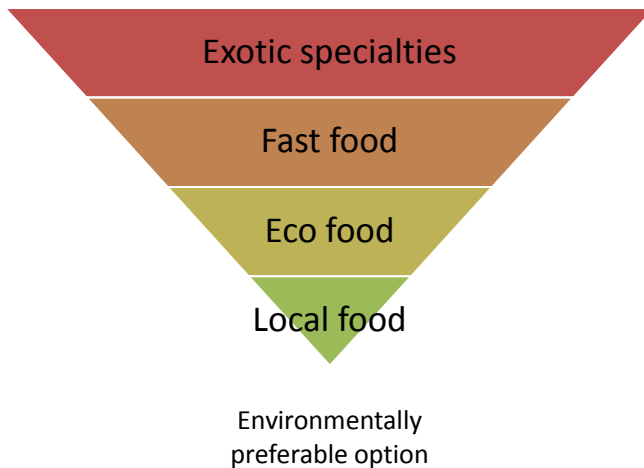 Exotic specialties
Fast food
Eco food
Local food
Environmentally
preferable option